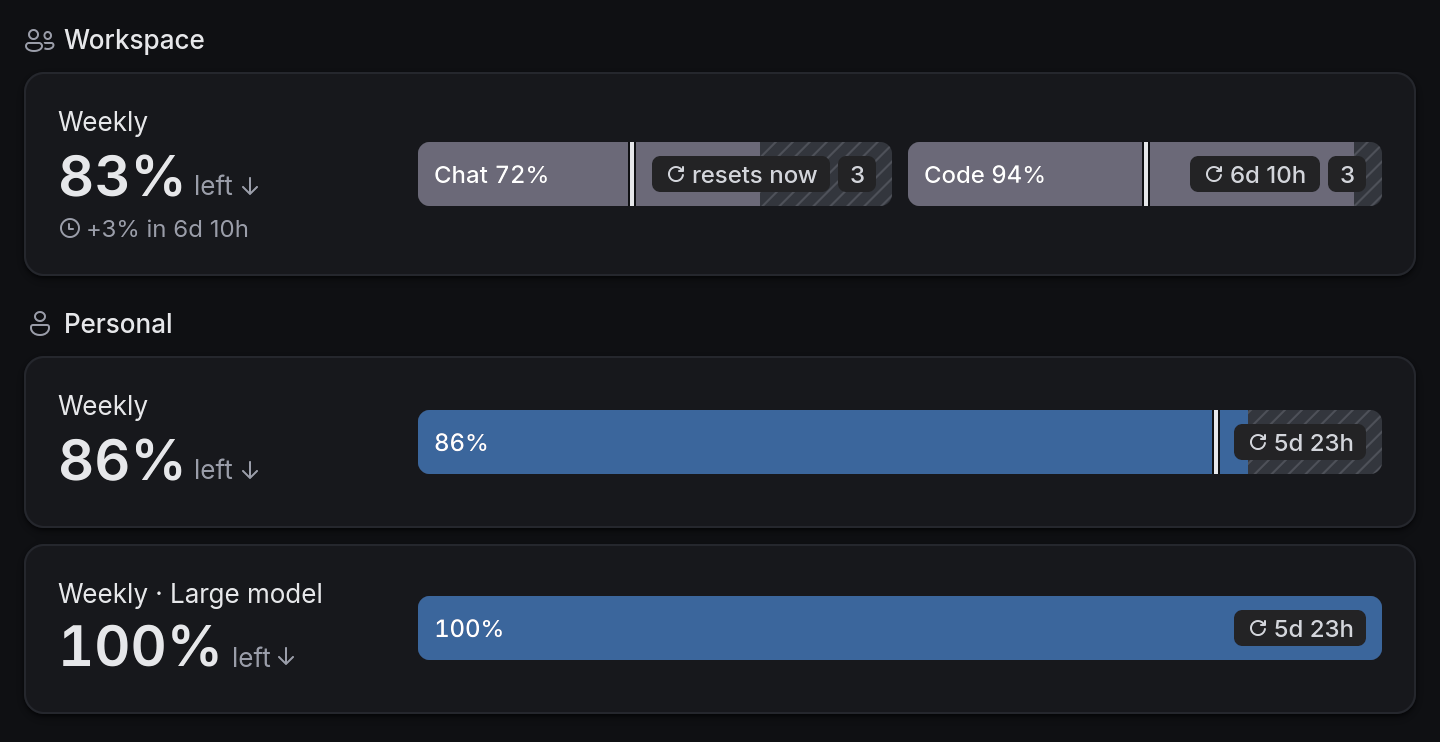 Workspace
Weekly
83% left
+3% in 6d 10h
Chat 72% resets now 3
Code 94% 6d 10h 3
Personal
Weekly
86% left
86% 5d 23h
Weekly · Large model
100% left
100% 5d 23h